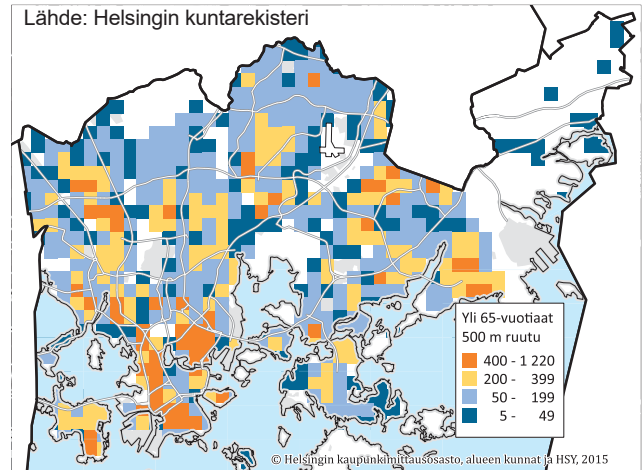 Lähde: Helsingin kuntarekisteri
Yli 65-vuotiaat
500 m ruutu
400 - 1 220
200 - 399
50 - 199
5 - 49
© Helsingin kaupunkimittausosasto, alueen kunnat ja HSY, 2015